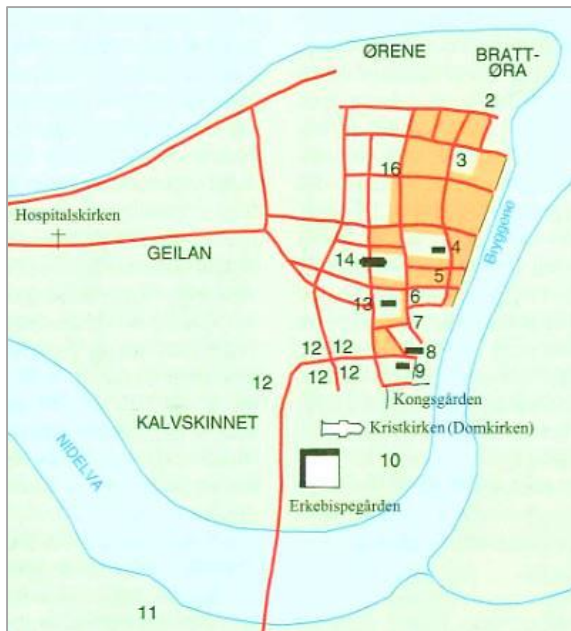 ØRENE
BRATT-
ØRA
2
3
16
Hospitalskirken
GEILAN
Bryggene
4
14
5
13
6
7
12
12
8
12
12
12
9
Kongsgården
KALVSKINNET
Kristkirken (Domkirken)
NIDELVA
10
Erkebispegården
11